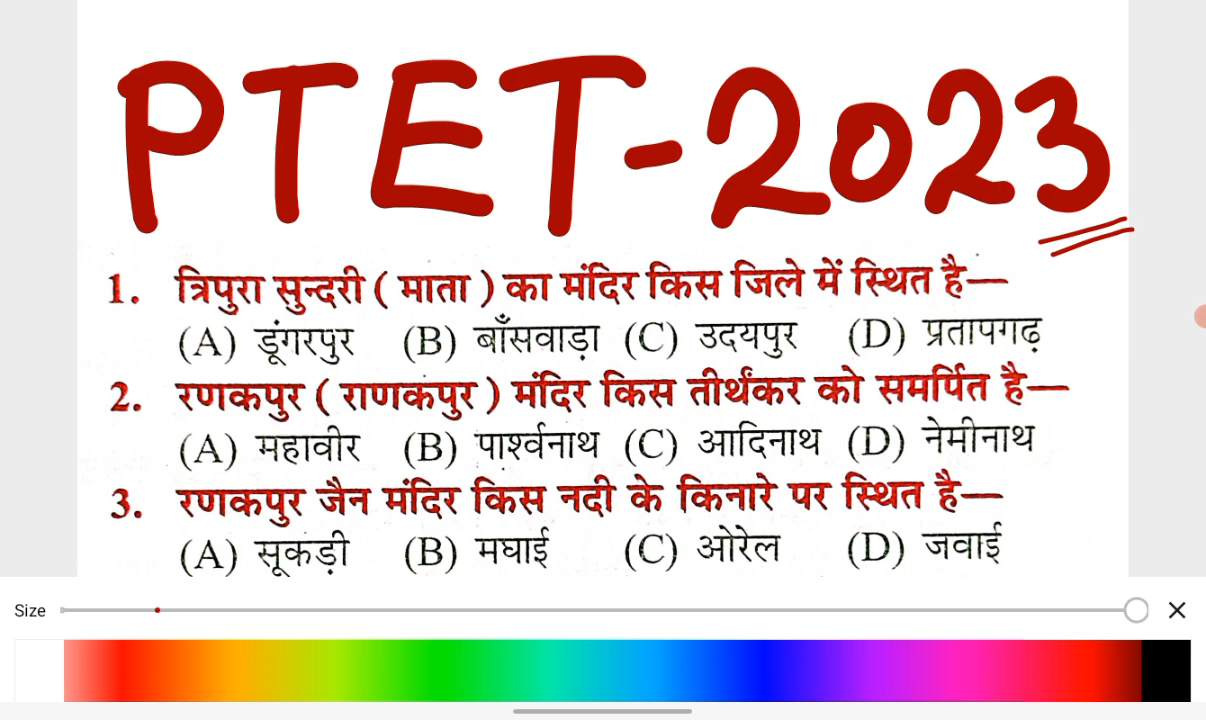 PTET-2023
1. त्रिपुरा सुन्दरी ( माता ) का मंदिर किस जिले में स्थित है—
(A) डूंगरपुर (B) बाँसवाड़ा (C) उदयपुर (D) प्रतापगढ़
2. रणकपुर ( राणकपुर ) मंदिर किस तीर्थंकर को समर्पित है—
(A) महावीर (B) पार्श्वनाथ (C) आदिनाथ (D) नेमीनाथ
3. रणकपुर जैन मंदिर किस नदी के किनारे पर स्थित है—
(A) सूकड़ी (B) मघाई (C) ओरेल (D) जवाई
Size